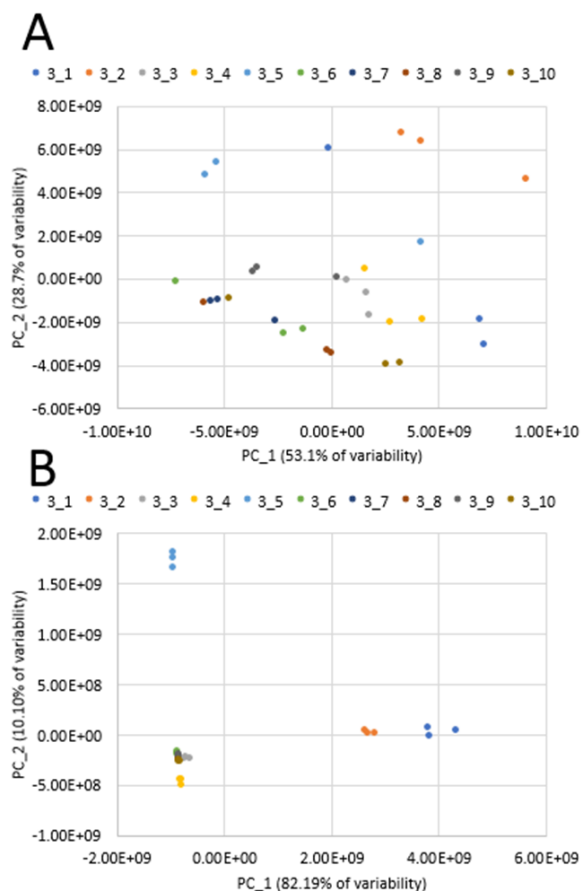 A
3_1 3_2 3_3 3_4 3_5 3_6 3_7 3_8 3_9 3_10
8.00E+09
6.00E+09
4.00E+09
2.00E+09
0.00E+00
-2.00E+09
-4.00E+09
-6.00E+09
PC_2 (28.7% of variability)
-1.00E+10 -5.00E+09 0.00E+00 5.00E+09 1.00E+10
PC_1 (53.1% of variability)
B
3_1 3_2 3_3 3_4 3_5 3_6 3_7 3_8 3_9 3_10
2.00E+09
1.50E+09
1.00E+09
5.00E+08
0.00E+00
-5.00E+08
-1.00E+09
PC_2 (10.10% of variability)
-2.00E+09 0.00E+00 2.00E+09 4.00E+09 6.00E+09
PC_1 (82.19% of variability)